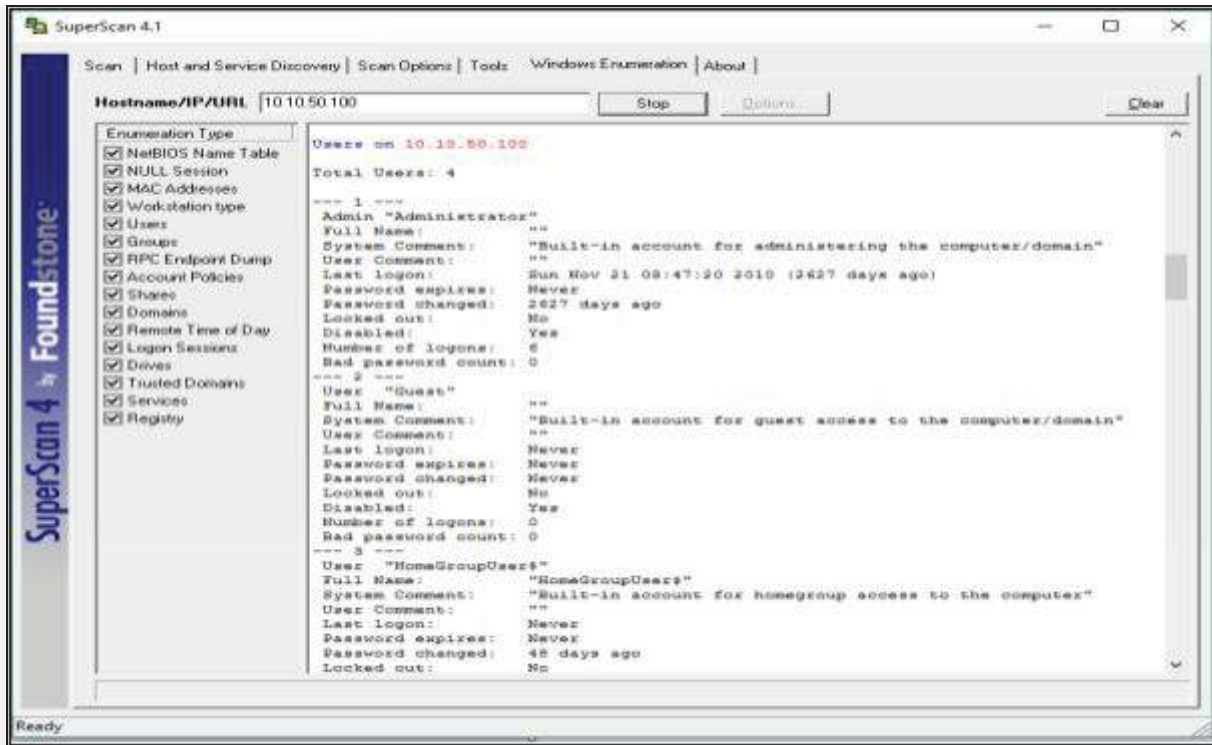 SuperScan 4.1
Scan | Host and Service Discovery | Scan Options | Tools Windows Enumeration | About |
Hostname/IP/URL 10.10.50.100 Stop Options... Clear
Enumeration Type
NetBIOS Name Table
NULL Session
MAC Addresses
Workstation type
Users
Groups
RPC Endpoint Dump
Account Policies
Shares
Domains
Remote Time of Day
Logon Sessions
Drives
Trusted Domains
Services
Registry
Users on 10.10.50.100
Total Users: 4
--- 1 ---
Admin "Administrator"
Full Name: ""
System Comment: "Built-in account for administering the computer/domain"
User Comment: ""
Last logon: Sun Nov 21 08:47:20 2010 (2627 days ago)
Password expires: Never
Password changed: 2627 days ago
Locked out: No
Disabled: Yes
Number of logons: 6
Bad password count: 0
--- 2 ---
User "Guest"
Full Name: ""
System Comment: "Built-in account for guest access to the computer/domain"
User Comment: ""
Last logon: Never
Password expires: Never
Password changed: Never
Locked out: No
Disabled: Yes
Number of logons: 0
Bad password count: 0
--- 3 ---
User "HomeGroupUser$"
Full Name: "HomeGroupUser$"
System Comment: "Built-in account for homegroup access to the computer"
User Comment: ""
Last logon: Never
Password expires: Never
Password changed: 48 days ago
Locked out: No
SuperScan 4 by Foundstone
Ready